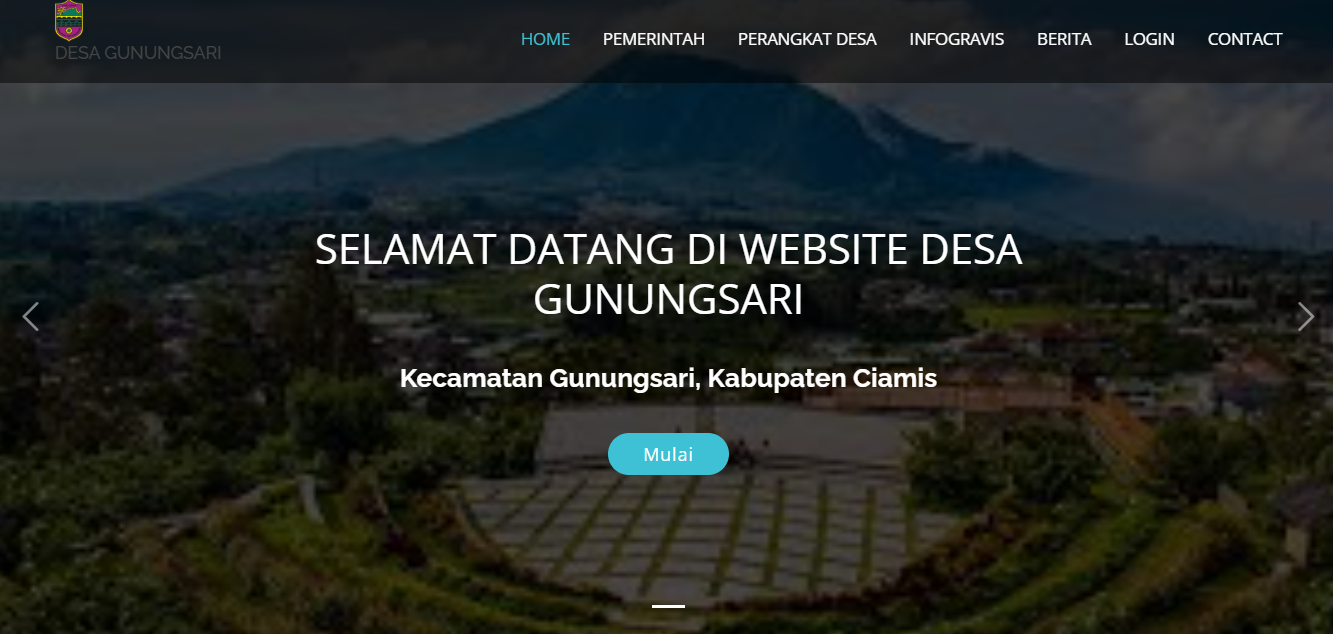 DESA GUNUNGSARI
HOME PEMERINTAH PERANGKAT DESA INFOGRAVIS BERITA LOGIN CONTACT
SELAMAT DATANG DI WEBSITE DESA
GUNUNGSARI
Kecamatan Gunungsari, Kabupaten Ciamis
Mulai